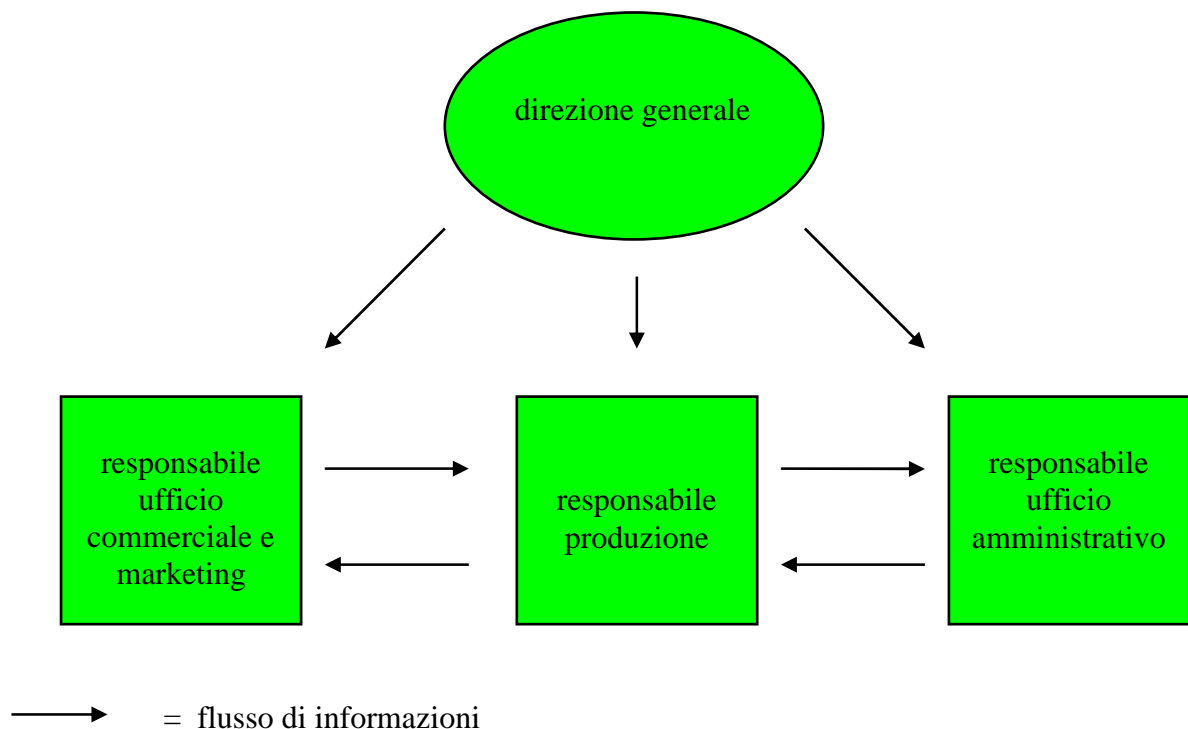 direzione generale
responsabile
ufficio
commerciale e
marketing
responsabile
produzione
responsabile
ufficio
amministrativo
= flusso di informazioni